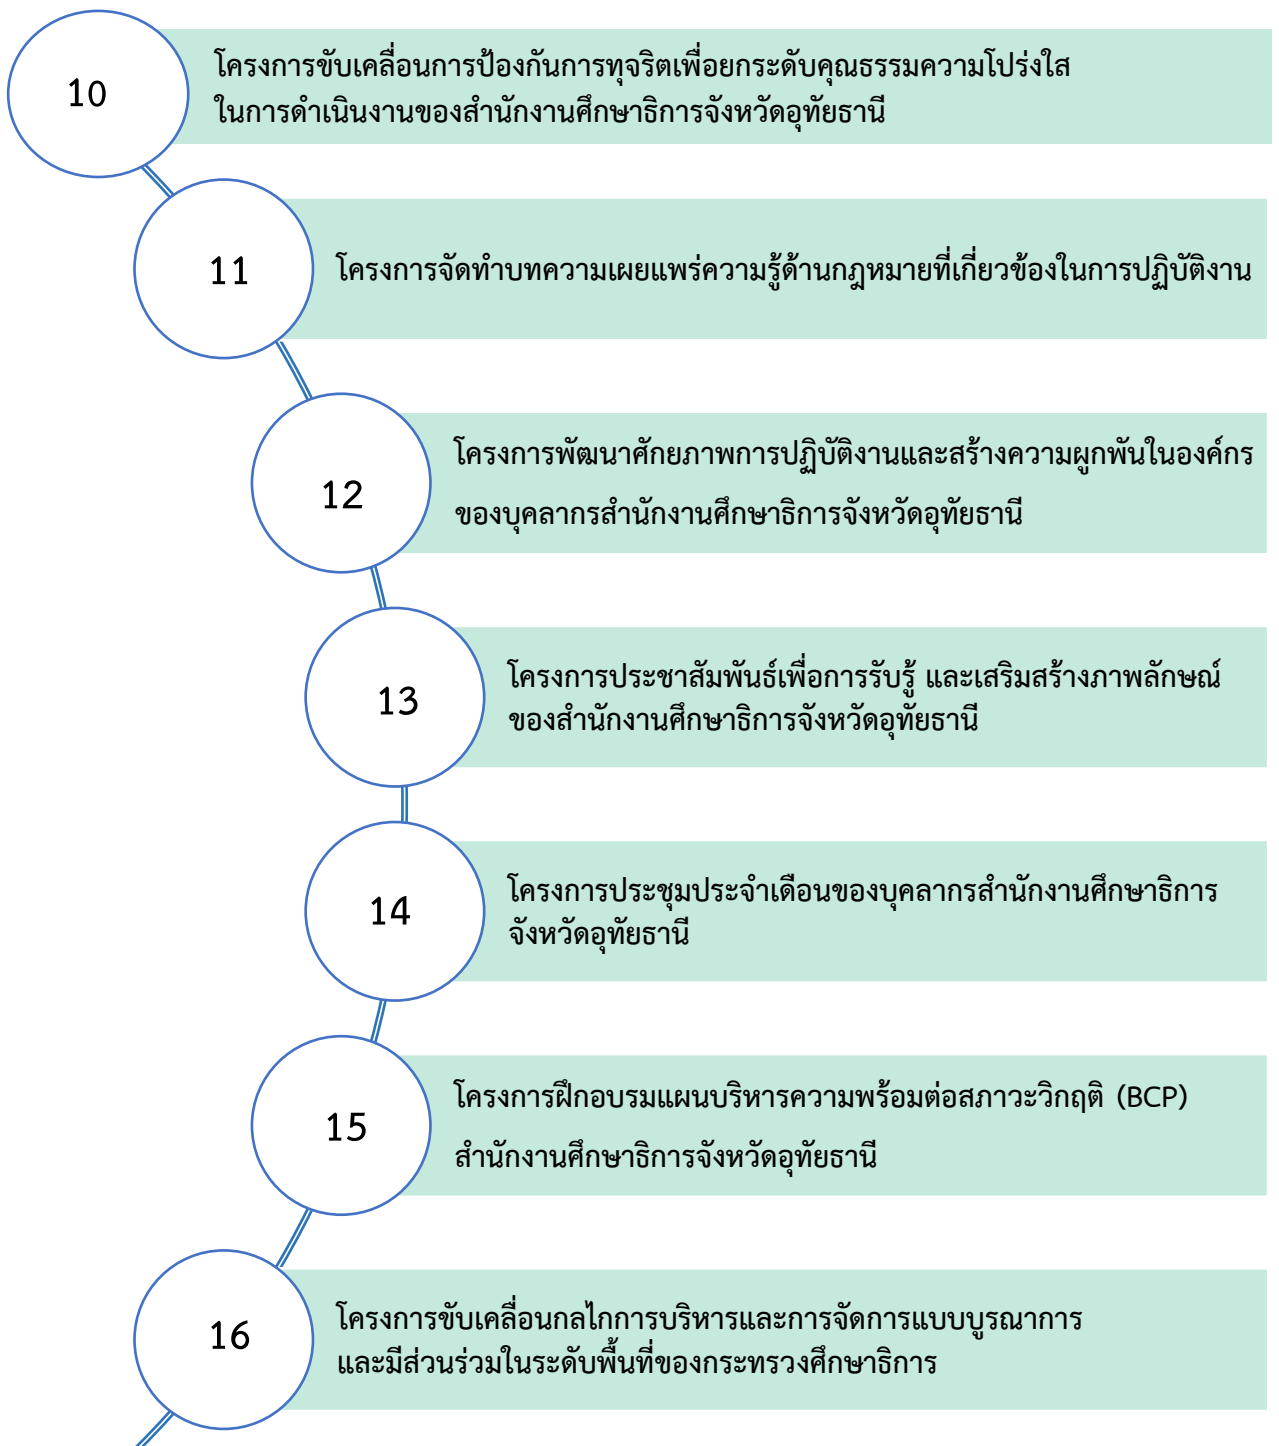 10
โครงการขับเคลื่อนการป้องกันการทุจริตเพื่อยกระดับคุณธรรมความโปร่งใส
ในการดำเนินงานของสำนักงานศึกษาธิการจังหวัดอุทัยธานี
11
โครงการจัดทำบทความเผยแพร่ความรู้ด้านกฎหมายที่เกี่ยวข้องในการปฏิบัติงาน
12
โครงการพัฒนาศักยภาพการปฏิบัติงานและสร้างความผูกพันในองค์กร
ของบุคลากรสำนักงานศึกษาธิการจังหวัดอุทัยธานี
13
โครงการประชาสัมพันธ์เพื่อการรับรู้ และเสริมสร้างภาพลักษณ์
ของสำนักงานศึกษาธิการจังหวัดอุทัยธานี
14
โครงการประชุมประจำเดือนของบุคลากรสำนักงานศึกษาธิการ
จังหวัดอุทัยธานี
15
โครงการฝึกอบรมแผนบริหารความพร้อมต่อสภาวะวิกฤติ (BCP)
สำนักงานศึกษาธิการจังหวัดอุทัยธานี
16
โครงการขับเคลื่อนกลไกการบริหารและการจัดการแบบบูรณาการ
และมีส่วนร่วมในระดับพื้นที่ของกระทรวงศึกษาธิการ